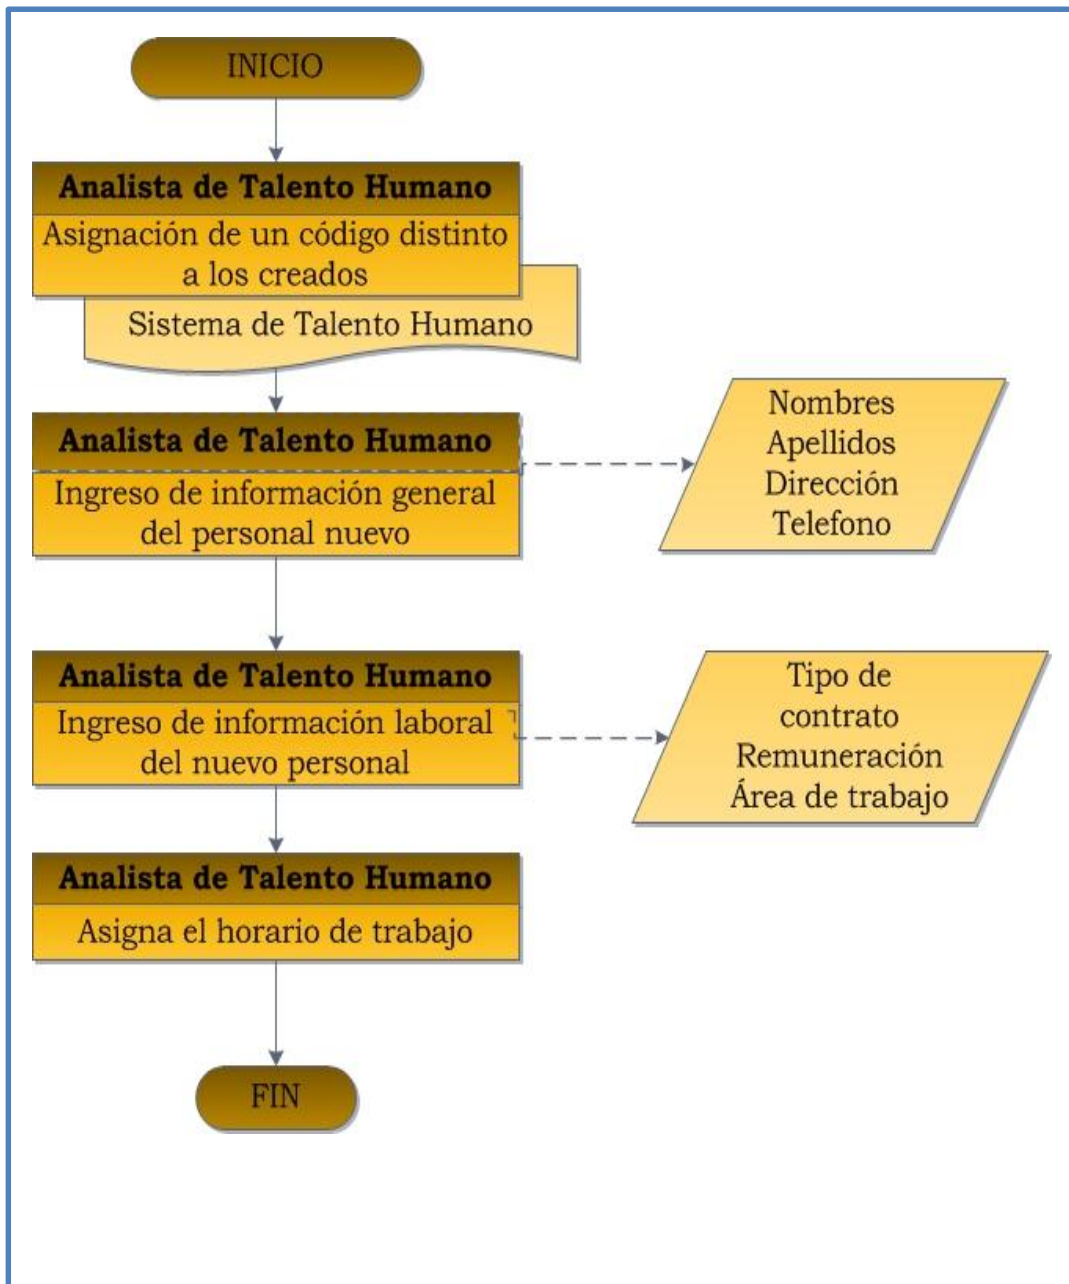 INICIO
Analista de Talento Humano
Asignación de un código distinto
a los creados
Sistema de Talento Humano
Analista de Talento Humano
Ingreso de información general
del personal nuevo
Nombres
Apellidos
Dirección
Telefono
Analista de Talento Humano
Ingreso de información laboral
del nuevo personal
Tipo de
contrato
Remuneración
Área de trabajo
Analista de Talento Humano
Asigna el horario de trabajo
FIN